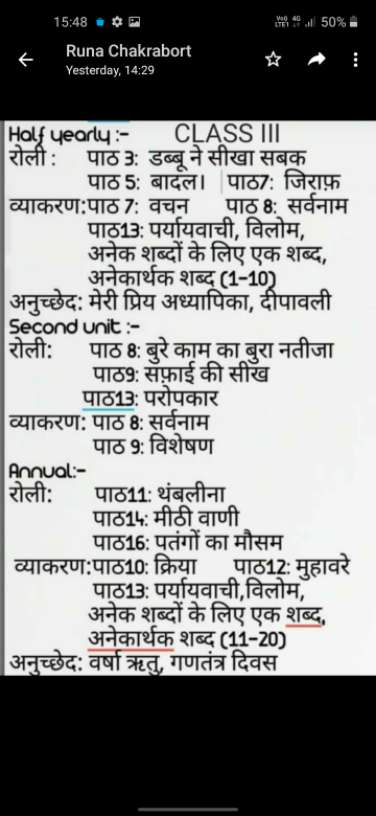 15:48
Vo0 4G LTE1 50%
Runa Chakrabort
Yesterday, 14:29
Half yearly :- CLASS III
रोली : पाठ 3: डब्बू ने सीखा सबक
पाठ 5: बादल। पाठ7: जिराफ़
व्याकरण:पाठ 7: वचन पाठ 8: सर्वनाम
पाठ13: पर्यायवाची, विलोम,
अनेक शब्दों के लिए एक शब्द,
अनेकार्थक शब्द (1-10)
अनुच्छेद: मेरी प्रिय अध्यापिका, दीपावली
Second unit :-
रोली: पाठ 8: बुरे काम का बुरा नतीजा
पाठ9: सफ़ाई की सीख
पाठ13: परोपकार
व्याकरण: पाठ 8: सर्वनाम
पाठ 9: विशेषण
Annual:-
रोली: पाठ11: थंबलीना
पाठ14: मीठी वाणी
पाठ16: पतंगों का मौसम
व्याकरण:पाठ10: क्रिया पाठ12: मुहावरे
पाठ13: पर्यायवाची,विलोम,
अनेक शब्दों के लिए एक शब्द,
अनेकार्थक शब्द (11-20)
अनुच्छेद: वर्षा ऋतु, गणतंत्र दिवस